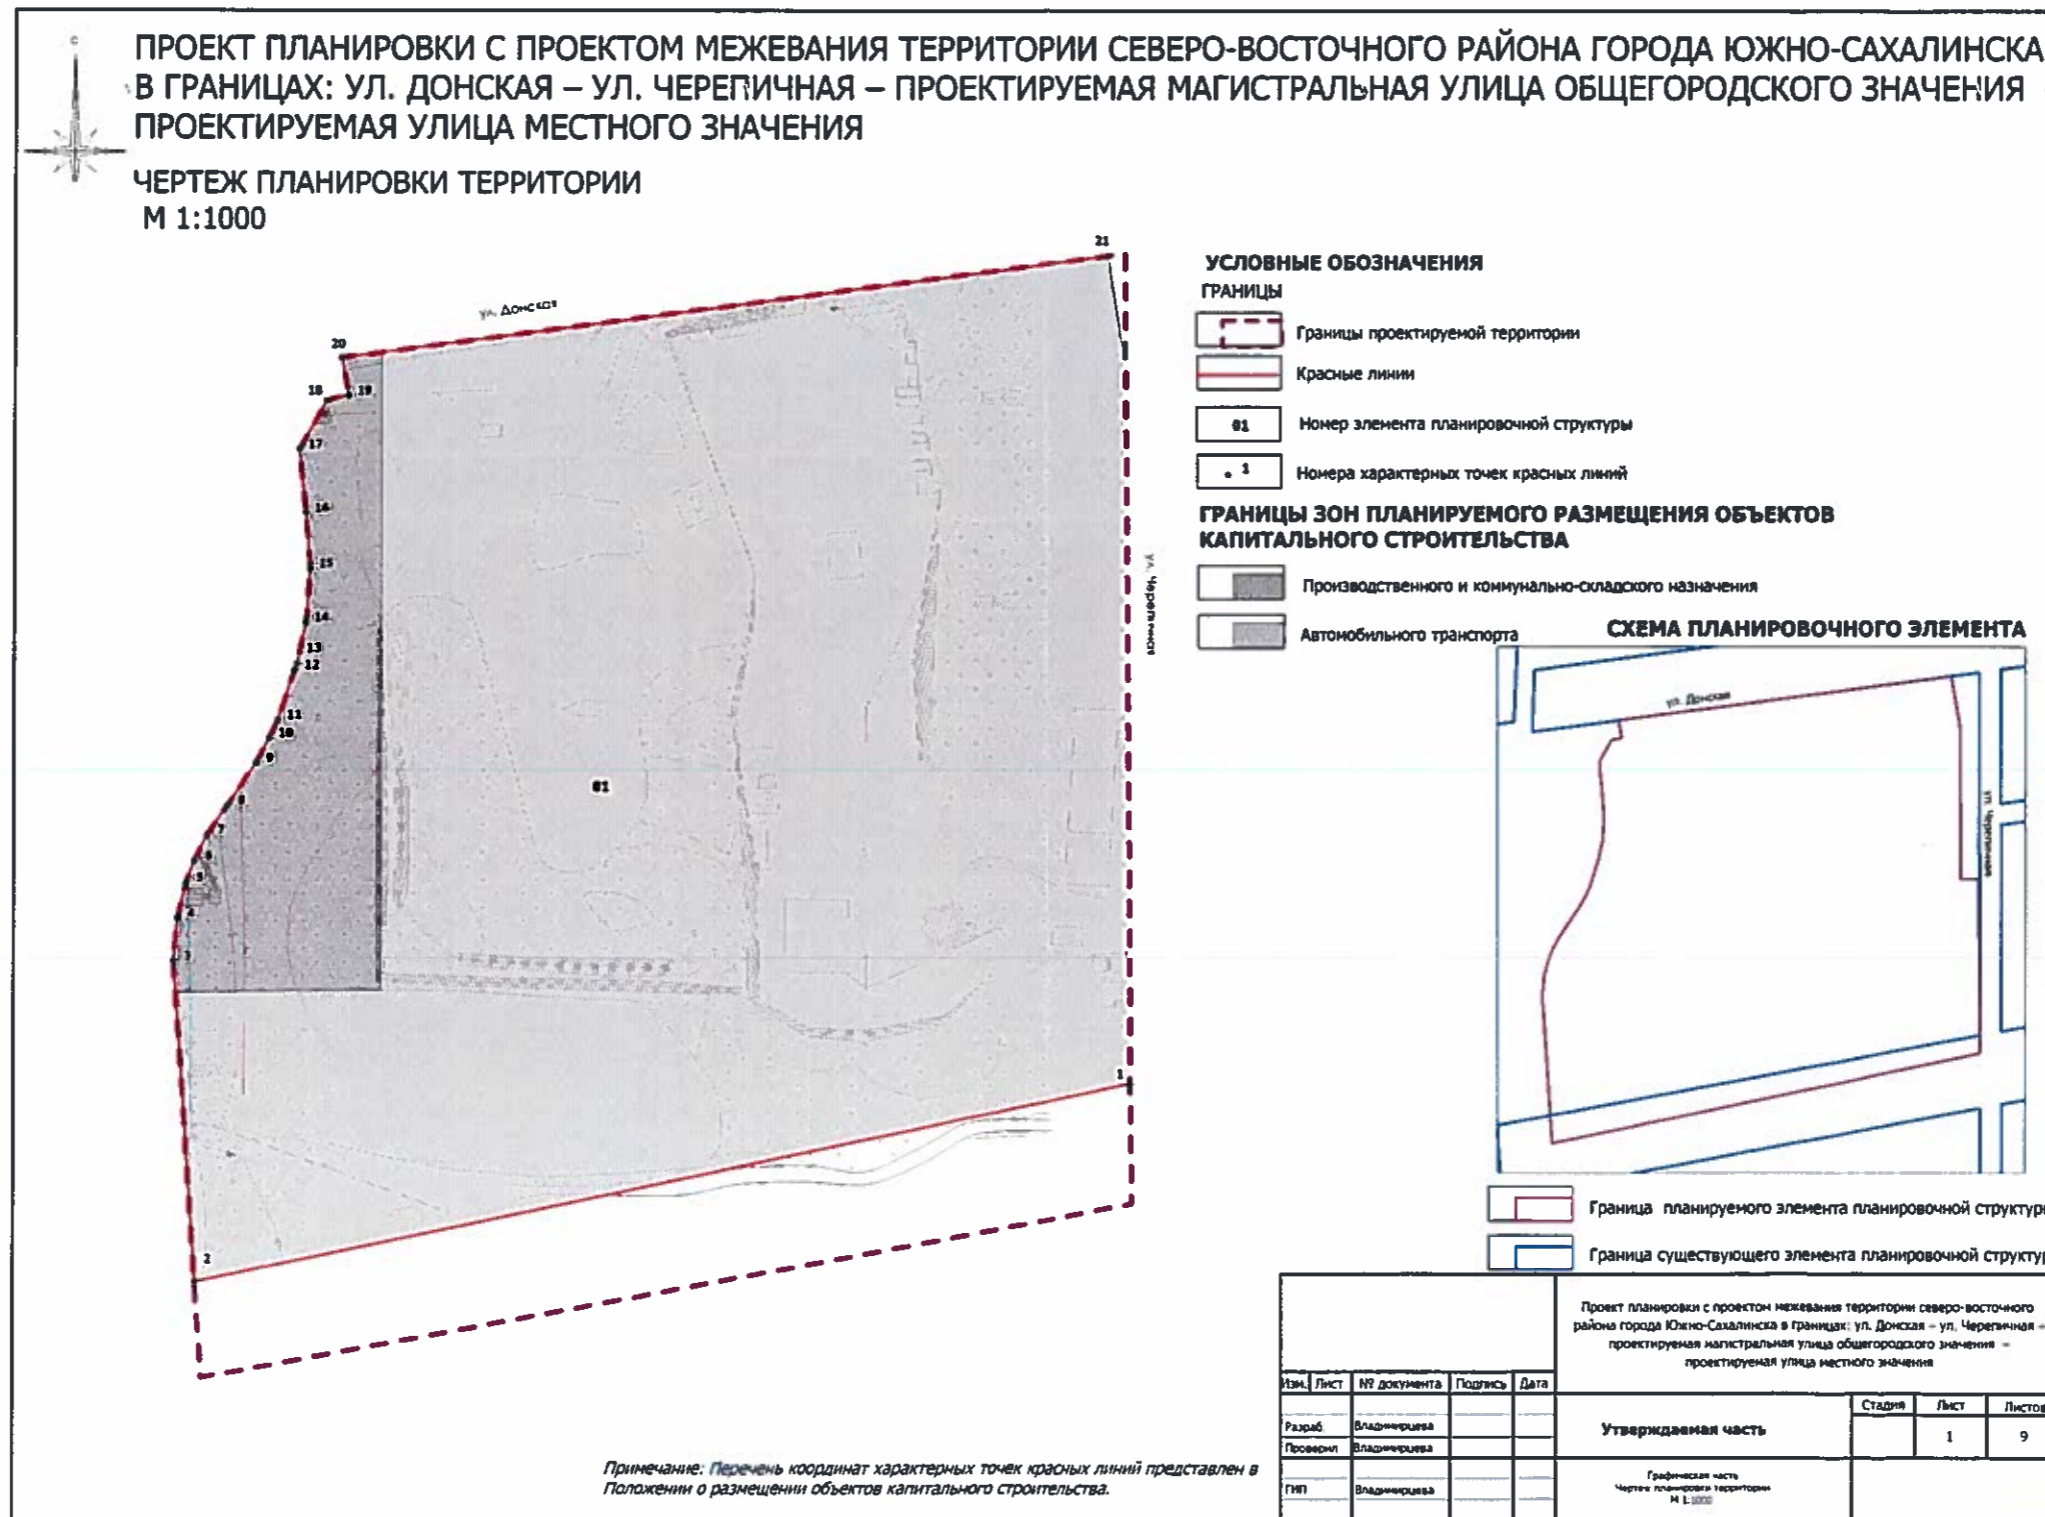 С
ПРОЕКТ ПЛАНИРОВКИ С ПРОЕКТОМ МЕЖЕВАНИЯ ТЕРРИТОРИИ СЕВЕРО-ВОСТОЧНОГО РАЙОНА ГОРОДА ЮЖНО-САХАЛИНСКА
В ГРАНИЦАХ: УЛ. ДОНСКАЯ – УЛ. ЧЕРЕПИЧНАЯ – ПРОЕКТИРУЕМАЯ МАГИСТРАЛЬНАЯ УЛИЦА ОБЩЕГОРОДСКОГО ЗНАЧЕНИЯ
ПРОЕКТИРУЕМАЯ УЛИЦА МЕСТНОГО ЗНАЧЕНИЯ
ЧЕРТЕЖ ПЛАНИРОВКИ ТЕРРИТОРИИ
М 1:1000
21
ул. Донская
20
18
19
17
16
15
14
13
12
11
10
9
8
7
6
5
4
3
01
1
2
ул. Черепичная
УСЛОВНЫЕ ОБОЗНАЧЕНИЯ
ГРАНИЦЫ
Границы проектируемой территории
Красные линии
01 Номер элемента планировочной структуры
1 Номера характерных точек красных линий
ГРАНИЦЫ ЗОН ПЛАНИРУЕМОГО РАЗМЕЩЕНИЯ ОБЪЕКТОВ
КАПИТАЛЬНОГО СТРОИТЕЛЬСТВА
Производственного и коммунально-складского назначения
Автомобильного транспорта
СХЕМА ПЛАНИРОВОЧНОГО ЭЛЕМЕНТА
ул. Донская
ул. Черепичная
Граница планируемого элемента планировочной структуры
Граница существующего элемента планировочной структур
Проект планировки с проектом межевания территории северо-восточного
района города Южно-Сахалинска в границах: ул. Донская – ул. Черепичная –
проектируемая магистральная улица общегородского значения –
проектируемая улица местного значения
Изм. Лист № документа Подпись Дата
Разраб. Владимирцева
Проверил Владимирцева
ГИП Владимирцева
Утверждаемая часть
Стадия Лист Листов
1 9
Графическая часть
Чертеж планировки территории
М 1:1000
Примечание: Перечень координат характерных точек красных линий представлен в
Положении о размещении объектов капитального строительства.